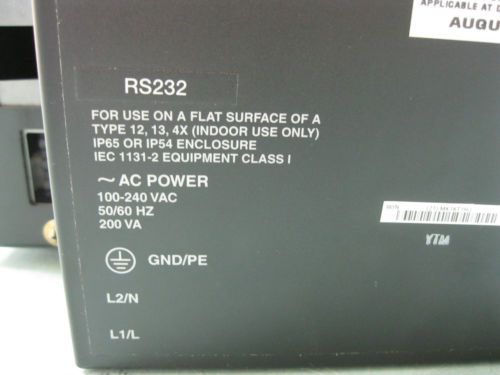 APPLICABLE AT D
AUGU
RS232
FOR USE ON A FLAT SURFACE OF A
TYPE 12, 13, 4X (INDOOR USE ONLY)
IP65 OR IP54 ENCLOSURE
IEC 1131-2 EQUIPMENT CLASS I
~ AC POWER
100-240 VAC
50/60 HZ
200 VA
GND/PE
L2/N
L1/L
YTM